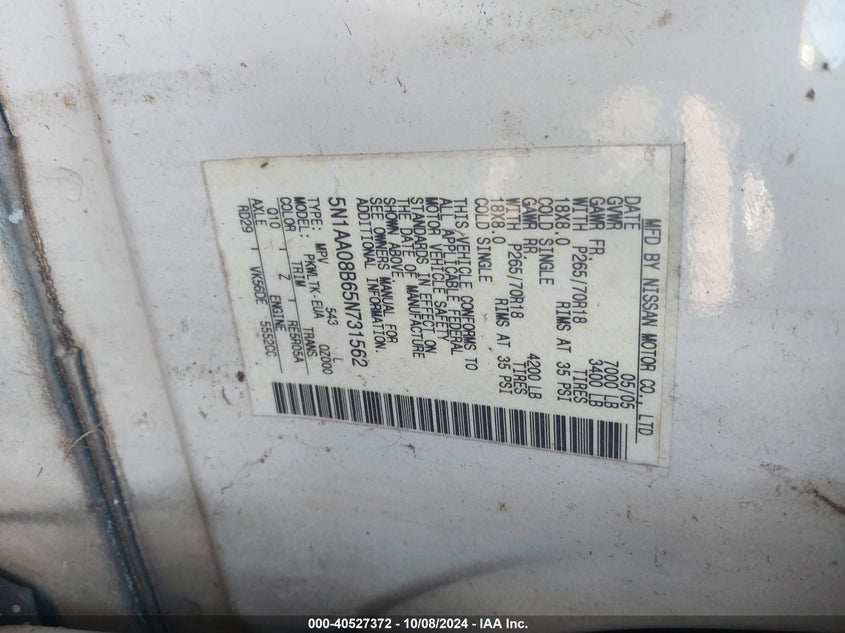 MFD BY NISSAN MOTOR CO., LTD
DATE 05/05
GVWR 7000 LB
GAWR FR. 3400 LB
WITH P265/70R18 TIRES
18X8.0 RIMS AT 35 PSI
COLD SINGLE
GAWR RR. 4200 LB
WITH P265/70R18 TIRES
18X8.0 RIMS AT 35 PSI
COLD SINGLE
THIS VEHICLE CONFORMS TO
ALL APPLICABLE FEDERAL
MOTOR VEHICLE SAFETY
STANDARDS IN EFFECT ON
THE DATE OF MANUFACTURE
SHOWN ABOVE.
SEE OWNERS MANUAL FOR
ADDITIONAL INFORMATION.
5N1AA08B65N731562
TYPE: MPV 543 L
MODEL: PKWLTK-EUA QZ000
COLOR TRIM TRANS
Q10 Z I RE5R05A
AXLE ENGINE
RD29 VK56DE 5552CC
000-40527372 - 10/08/2024 - IAA Inc.